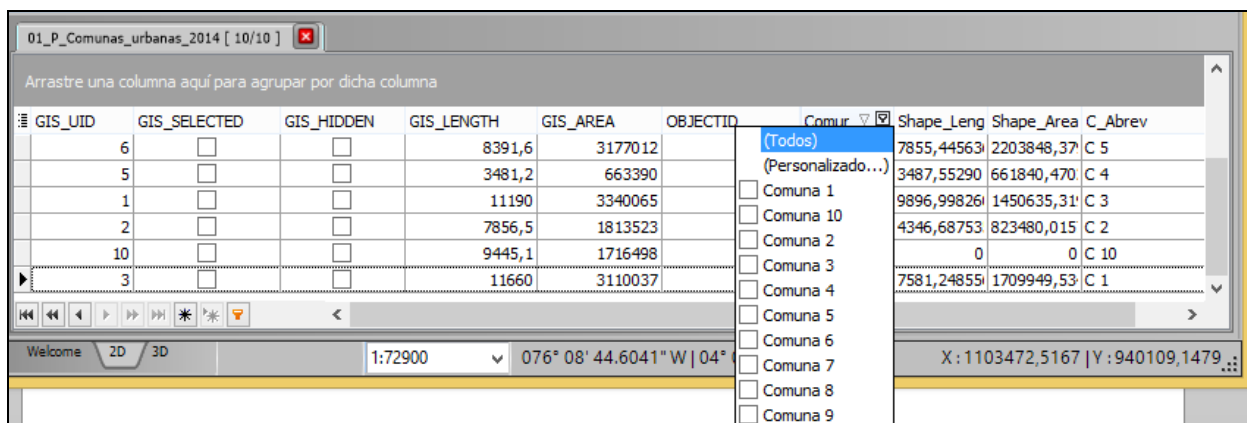 01_P_Comunas_urbanas_2014 [ 10/10 ]
Arrastre una columna aquí para agrupar por dicha columna
GIS_UID GIS_SELECTED GIS_HIDDEN GIS_LENGTH GIS_AREA OBJECTID Comur Shape_Leng Shape_Area C_Abrev
6 8391,6 3177012 7855,44563 2203848,37 C 5
5 3481,2 663390 3487,55290 661840,470 C 4
1 11190 3340065 9896,99826 1450635,31 C 3
2 7856,5 1813523 4346,68753 823480,015 C 2
10 9445,1 1716498 0 0 C 10
3 11660 3110037 7581,24855 1709949,53 C 1
(Todos)
(Personalizado...)
Comuna 1
Comuna 10
Comuna 2
Comuna 3
Comuna 4
Comuna 5
Comuna 6
Comuna 7
Comuna 8
Comuna 9
Welcome 2D 3D 1:72900 076° 08' 44.6041" W | 04° X : 1103472,5167 | Y : 940109,1479